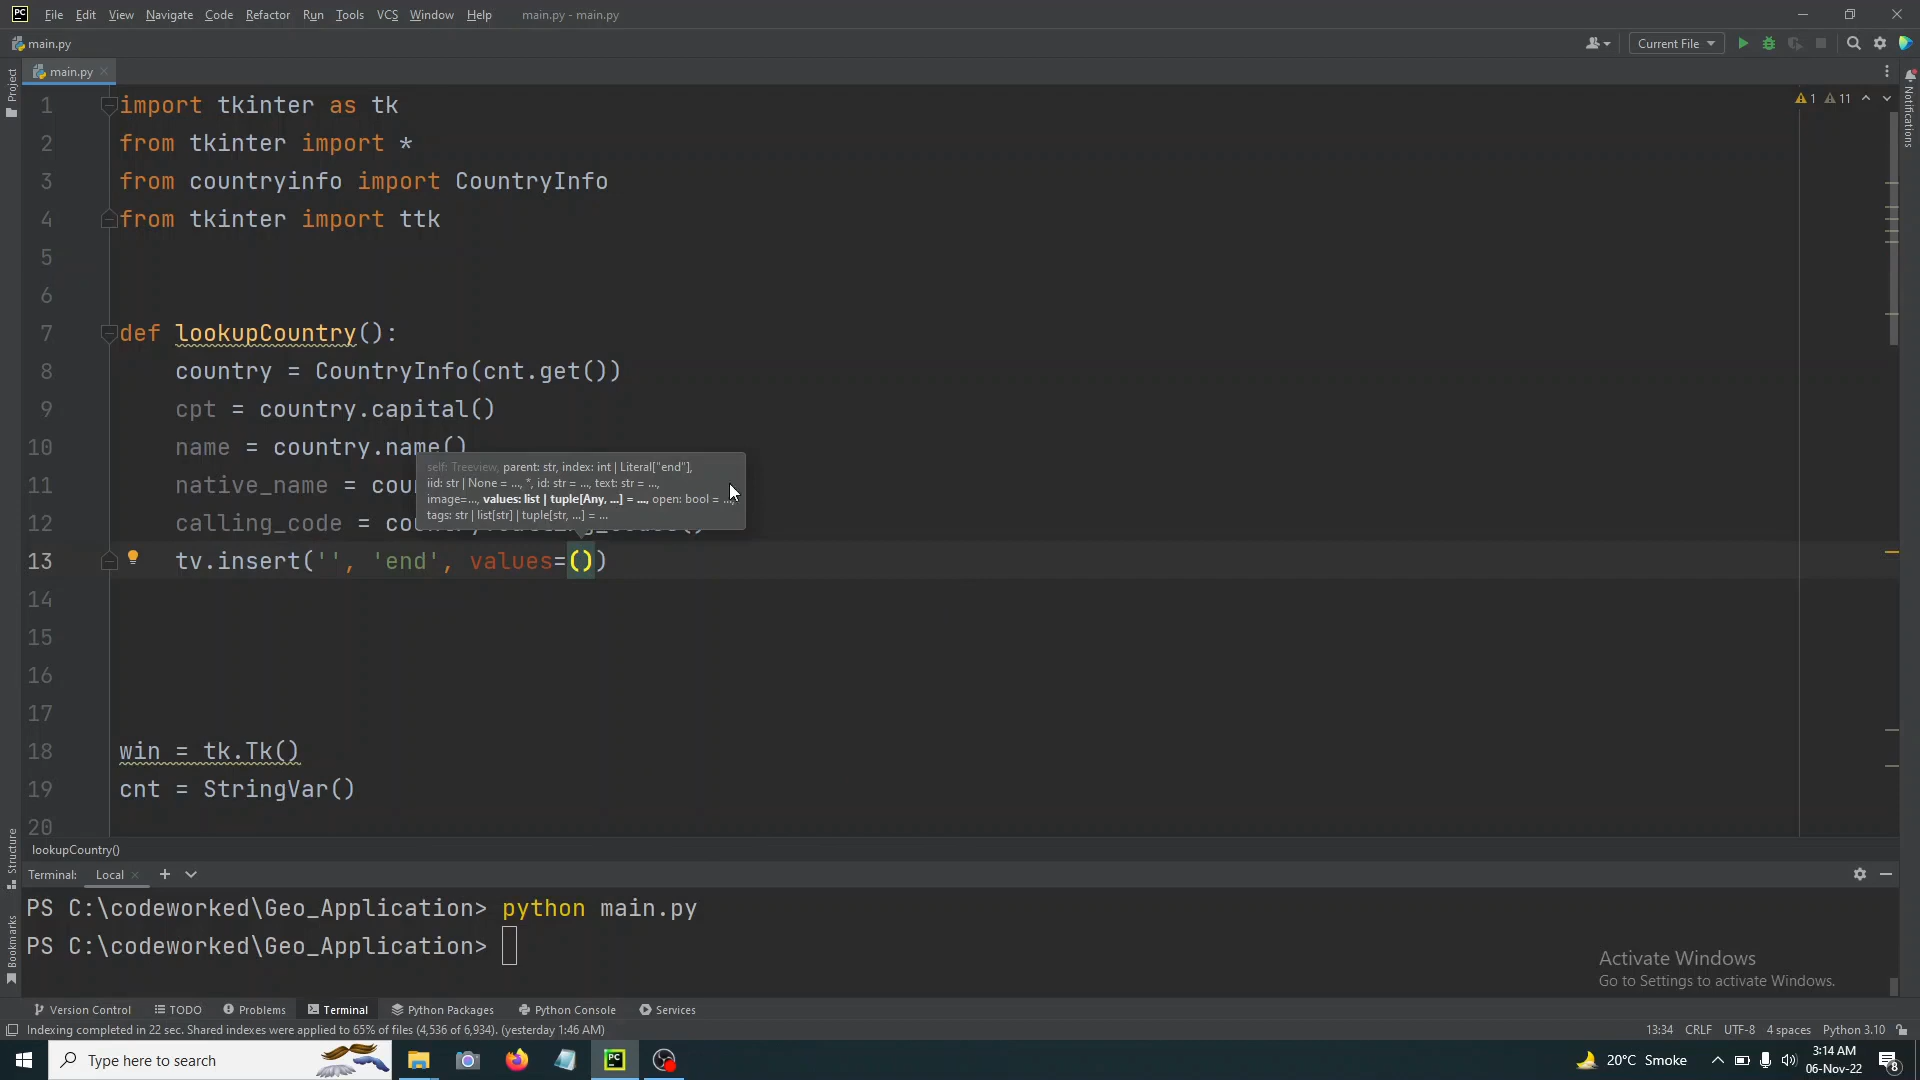 File Edit View Navigate Code Refactor Run Tools VCS Window Help main.py - main.py
main.py
Current File
main.py
Project
Notifications
1 11
1 import tkinter as tk
2 from tkinter import *
3 from countryinfo import CountryInfo
4 from tkinter import ttk
5
6
7 def lookupCountry():
8 country = CountryInfo(cnt.get())
9 cpt = country.capital()
10 name = country.name()
self: Treeview, parent: str, index: int | Literal["end"],
iid: str | None = ..., *, id: str = ..., text: str = ...,
image=..., values: list | tuple[Any, ...] = ..., open: bool = ...,
tags: str | list[str] | tuple[str, ...] = ...
11 native_name =
12 calling_code =
13 tv.insert('', 'end', values=())
14
15
16
17
18 win = tk.Tk()
19 cnt = StringVar()
20
lookupCountry()
Structure
Bookmarks
Terminal: Local
PS C:\codeworked\Geo_Application> python main.py
PS C:\codeworked\Geo_Application>
Activate Windows
Go to Settings to activate Windows.
Version Control TODO Problems Terminal Python Packages Python Console Services
Indexing completed in 22 sec. Shared indexes were applied to 65% of files (4,536 of 6,934). (yesterday 1:46 AM)
13:34 CRLF UTF-8 4 spaces Python 3.10
Type here to search
PC
20°C Smoke
3:14 AM
06-Nov-22
8